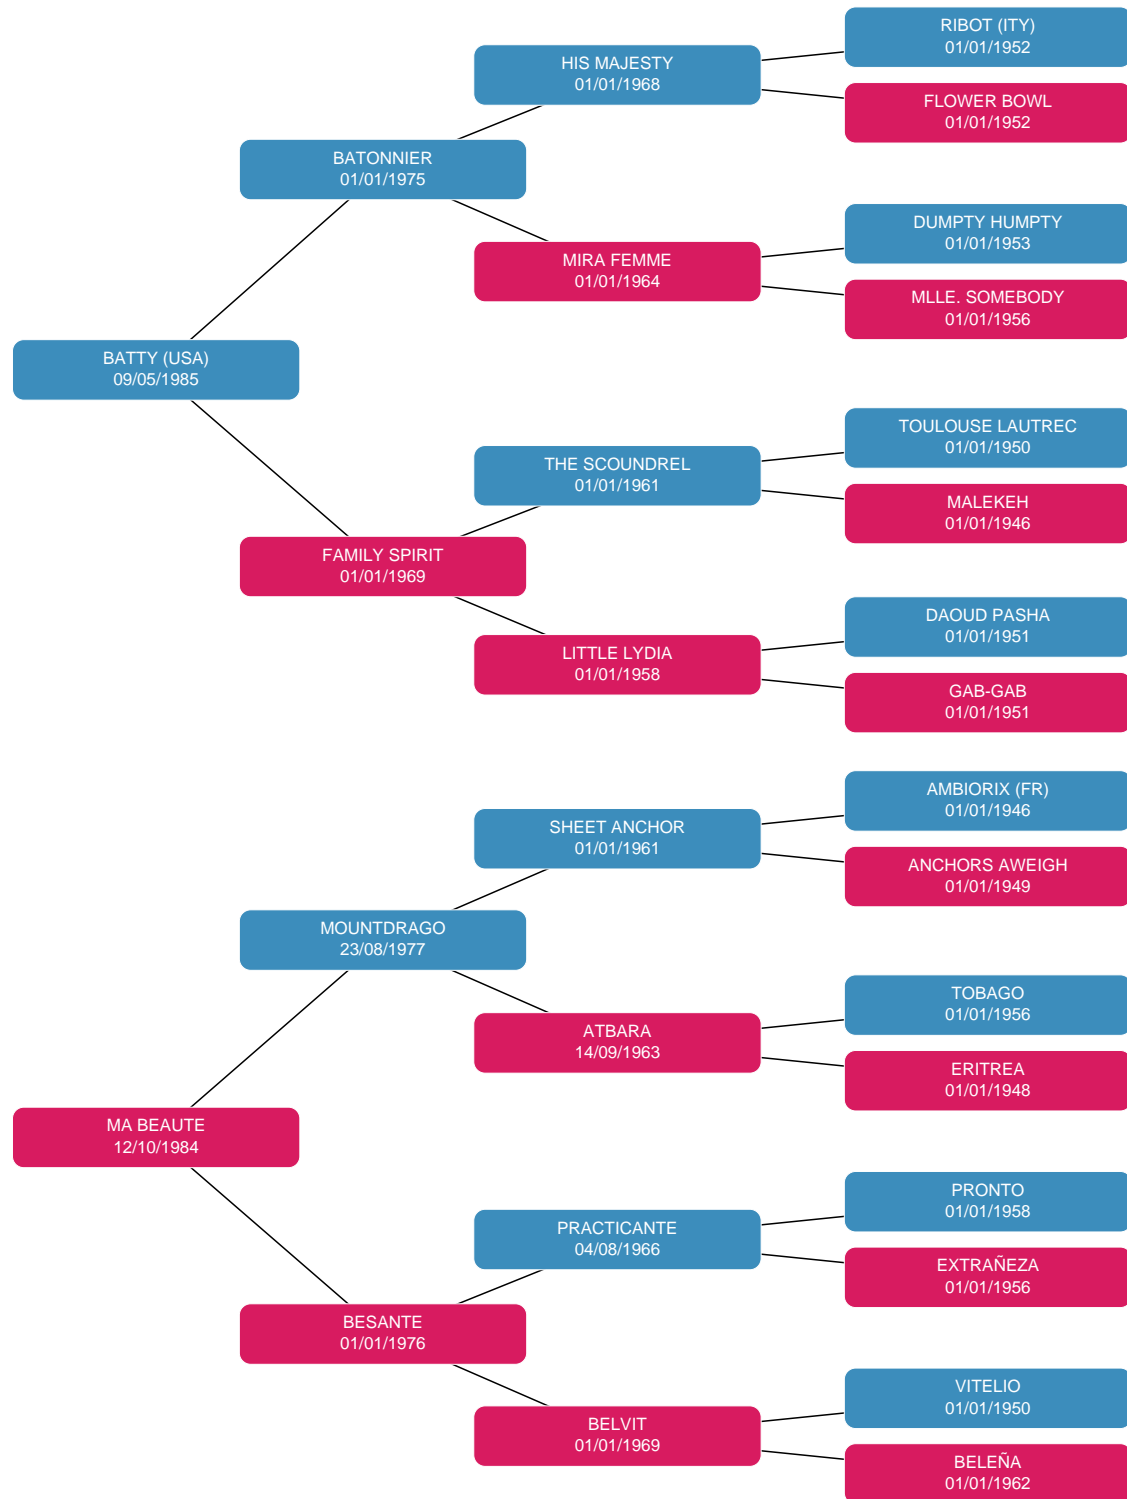 RIBOT (ITY)
01/01/1952
HIS MAJESTY
01/01/1968
FLOWER BOWL
01/01/1952
BATONNIER
01/01/1975
DUMPTY HUMPTY
01/01/1953
MIRA FEMME
01/01/1964
MLLE. SOMEBODY
01/01/1956
BATTY (USA)
09/05/1985
TOULOUSE LAUTREC
01/01/1950
THE SCOUNDREL
01/01/1961
MALEKEH
01/01/1946
FAMILY SPIRIT
01/01/1969
DAOUD PASHA
01/01/1951
LITTLE LYDIA
01/01/1958
GAB-GAB
01/01/1951
AMBIORIX (FR)
01/01/1946
SHEET ANCHOR
01/01/1961
ANCHORS AWEIGH
01/01/1949
MOUNTDRAGO
23/08/1977
TOBAGO
01/01/1956
ATBARA
14/09/1963
ERITREA
01/01/1948
MA BEAUTE
12/10/1984
PRONTO
01/01/1958
PRACTICANTE
04/08/1966
EXTRAÑEZA
01/01/1956
BESANTE
01/01/1976
VITELIO
01/01/1950
BELVIT
01/01/1969
BELEÑA
01/01/1962